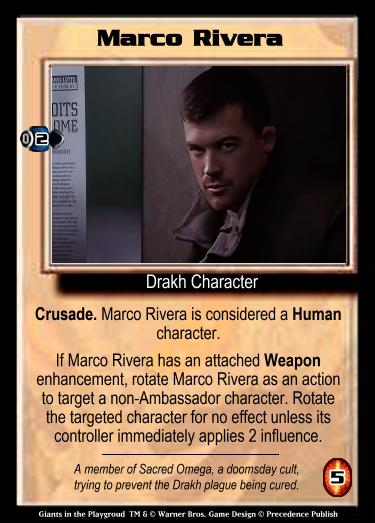 Marco Rivera
DITS
OME
0 2
Drakh Character
Crusade. Marco Rivera is considered a Human
character.
If Marco Rivera has an attached Weapon
enhancement, rotate Marco Rivera as an action
to target a non-Ambassador character. Rotate
the targeted character for no effect unless its
controller immediately applies 2 influence.
A member of Sacred Omega, a doomsday cult,
trying to prevent the Drakh plague being cured.
5
Giants in the Playgroud TM & © Warner Bros. Game Design © Precedence Publish